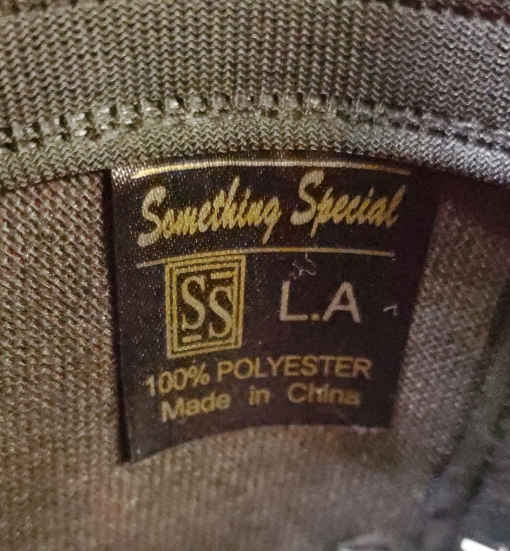 Something Special
SS L.A
100% POLYESTER
Made in China